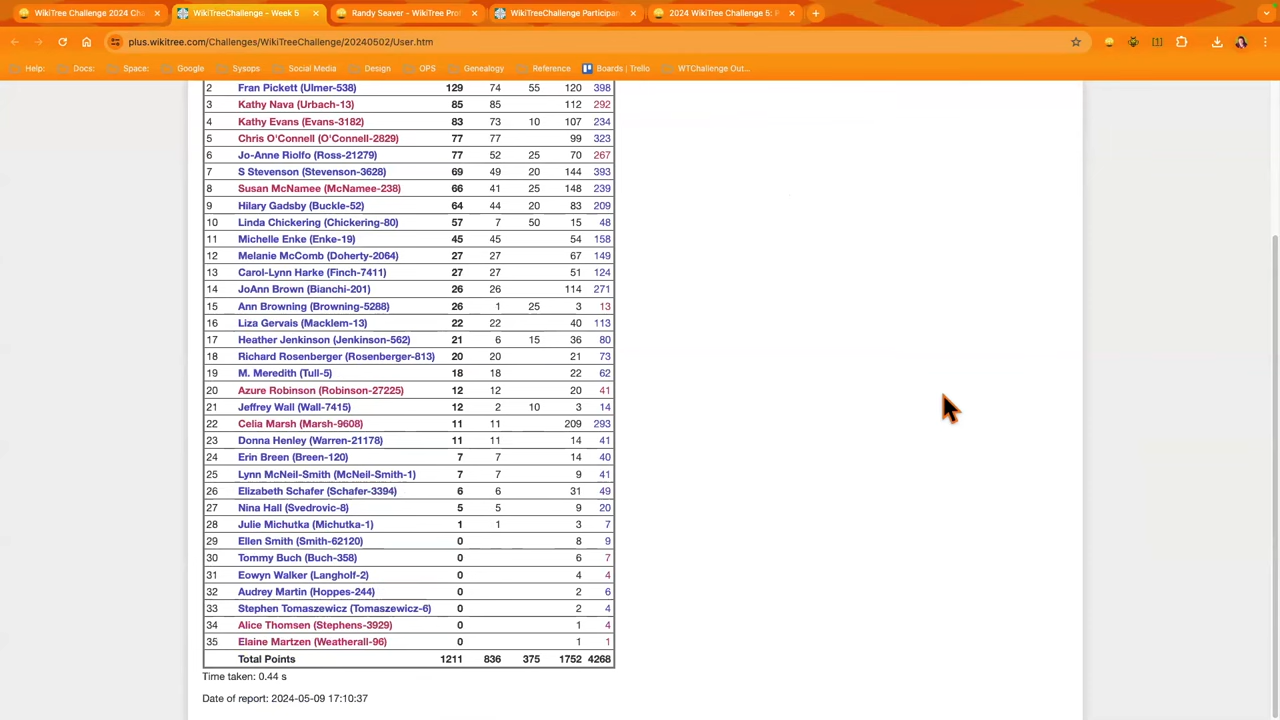 WikiTree Challenge 2024 Cha
WikiTreeChallenge - Week 5
Randy Seaver - WikiTree Pro
WikiTreeChallenge Participan
2024 WikiTree Challenge 5: R
plus.wikitree.com/Challenges/WikiTreeChallenge/20240502/User.htm
Help: Docs: Space: Google Sysops Social Media Design OPS Genealogy Reference Boards | Trello WTChallenge Out...
2 Fran Pickett (Ulmer-538) 129 74 55 120 398
3 Kathy Nava (Urbach-13) 85 85 112 292
4 Kathy Evans (Evans-3182) 83 73 10 107 234
5 Chris O'Connell (O'Connell-2829) 77 77 99 323
6 Jo-Anne Riolfo (Ross-21279) 77 52 25 70 267
7 S Stevenson (Stevenson-3628) 69 49 20 144 393
8 Susan McNamee (McNamee-238) 66 41 25 148 239
9 Hilary Gadsby (Buckle-52) 64 44 20 83 209
10 Linda Chickering (Chickering-80) 57 7 50 15 48
11 Michelle Enke (Enke-19) 45 45 54 158
12 Melanie McComb (Doherty-2064) 27 27 67 149
13 Carol-Lynn Harke (Finch-7411) 27 27 51 124
14 JoAnn Brown (Bianchi-201) 26 26 114 271
15 Ann Browning (Browning-5288) 26 1 25 3 13
16 Liza Gervais (Macklem-13) 22 22 40 113
17 Heather Jenkinson (Jenkinson-562) 21 6 15 36 80
18 Richard Rosenberger (Rosenberger-813) 20 20 21 73
19 M. Meredith (Tull-5) 18 18 22 62
20 Azure Robinson (Robinson-27225) 12 12 20 41
21 Jeffrey Wall (Wall-7415) 12 2 10 3 14
22 Celia Marsh (Marsh-9608) 11 11 209 293
23 Donna Henley (Warren-21178) 11 11 14 41
24 Erin Breen (Breen-120) 7 7 14 40
25 Lynn McNeil-Smith (McNeil-Smith-1) 7 7 9 41
26 Elizabeth Schafer (Schafer-3394) 6 6 31 49
27 Nina Hall (Svedrovic-8) 5 5 9 20
28 Julie Michutka (Michutka-1) 1 1 3 7
29 Ellen Smith (Smith-62120) 0 8 9
30 Tommy Buch (Buch-358) 0 6 7
31 Eowyn Walker (Langholf-2) 0 4 4
32 Audrey Martin (Hoppes-244) 0 2 6
33 Stephen Tomaszewicz (Tomaszewicz-6) 0 2 4
34 Alice Thomsen (Stephens-3929) 0 1 4
35 Elaine Martzen (Weatherall-96) 0 1 1
Total Points 1211 836 375 1752 4268
Time taken: 0.44 s
Date of report: 2024-05-09 17:10:37